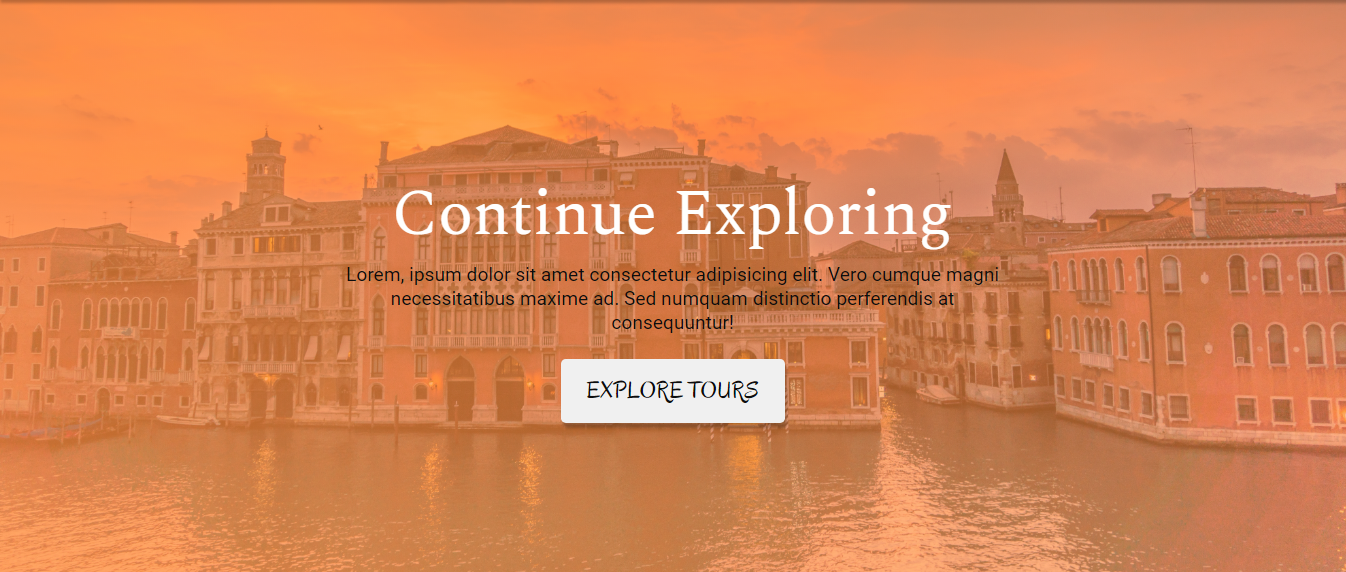 Continue Exploring
Lorem, ipsum dolor sit amet consectetur adipisicing elit. Vero cumque magni
necessitatibus maxime ad. Sed numquam distinctio perferendis at
consequuntur!
EXPLORE TOURS